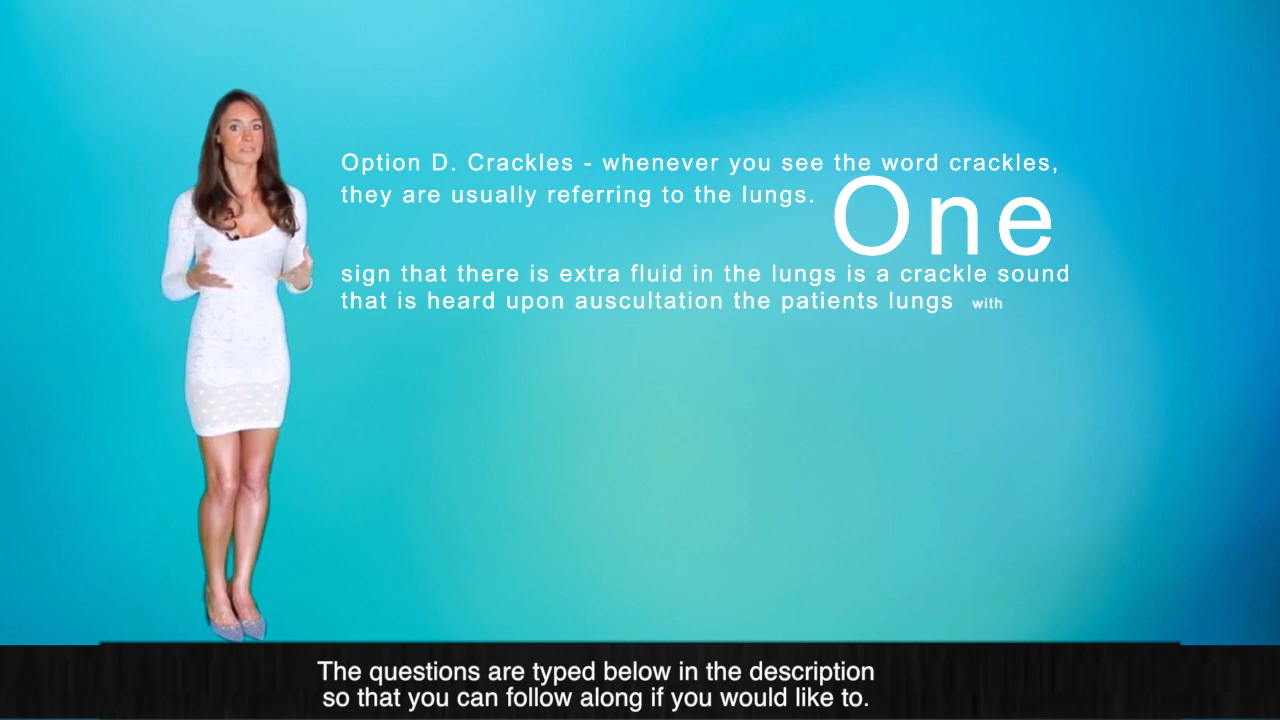 Option D. Crackles - whenever you see the word crackles,
they are usually referring to the lungs. One
sign that there is extra fluid in the lungs is a crackle sound
that is heard upon auscultation the patients lungs with
The questions are typed below in the description
so that you can follow along if you would like to.